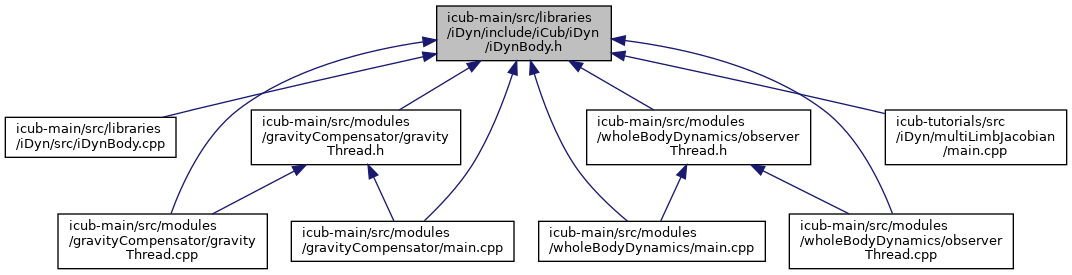 icub-main/src/libraries
/iDyn/include/iCub/iDyn
/iDynBody.h
icub-main/src/libraries
/iDyn/src/iDynBody.cpp
icub-main/src/modules
/gravityCompensator/gravity
Thread.h
icub-main/src/modules
/wholeBodyDynamics/observer
Thread.h
icub-tutorials/src
/iDyn/multiLimbJacobian
/main.cpp
icub-main/src/modules
/gravityCompensator/gravity
Thread.cpp
icub-main/src/modules
/gravityCompensator/main.cpp
icub-main/src/modules
/wholeBodyDynamics/main.cpp
icub-main/src/modules
/wholeBodyDynamics/observer
Thread.cpp